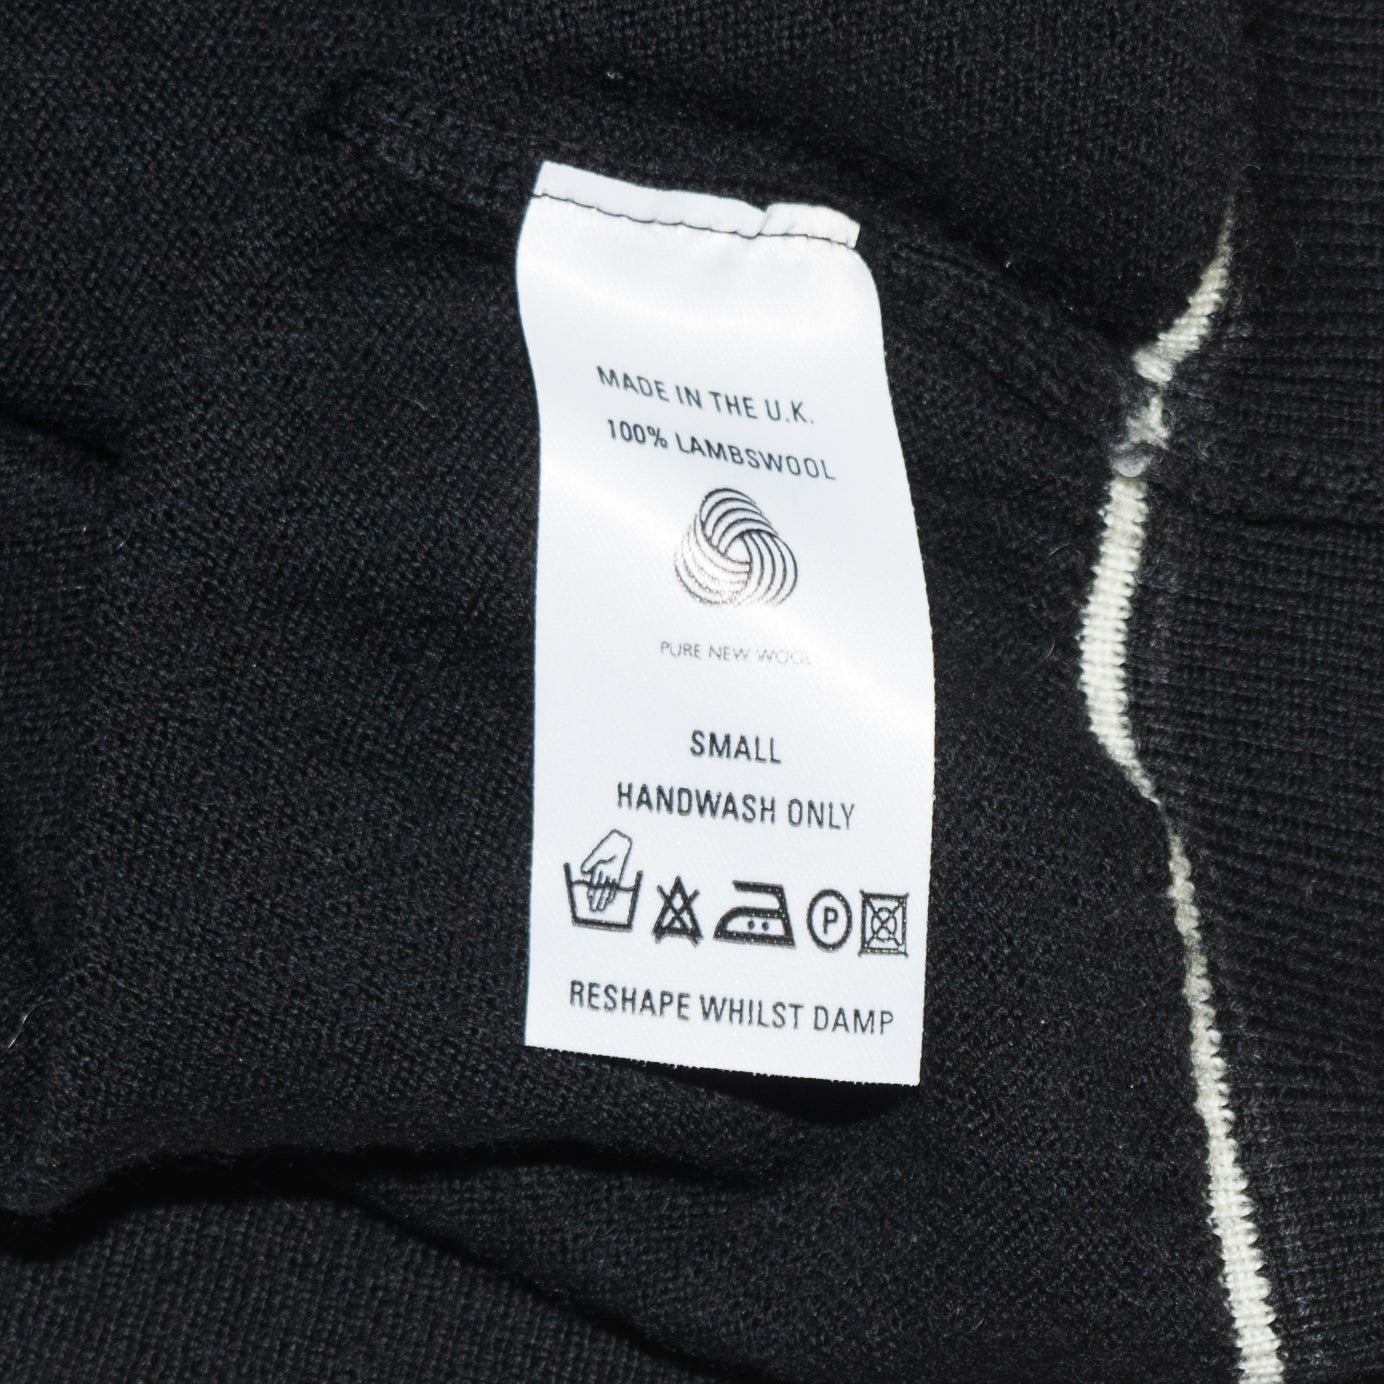 MADE IN THE U.K.
100% LAMBSWOOL
PURE NEW WOOL
SMALL
HANDWASH ONLY
P
RESHAPE WHILST DAMP